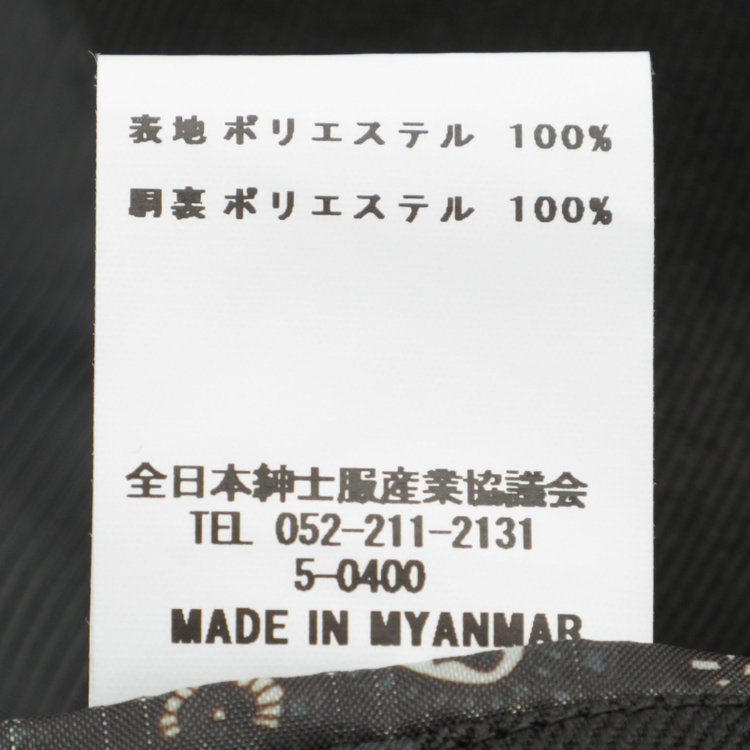 表地 ポリエステル 100%
胴裏 ポリエステル 100%
全日本紳士服産業協議会
TEL 052-211-2131
5-0400
MADE IN MYANMAR